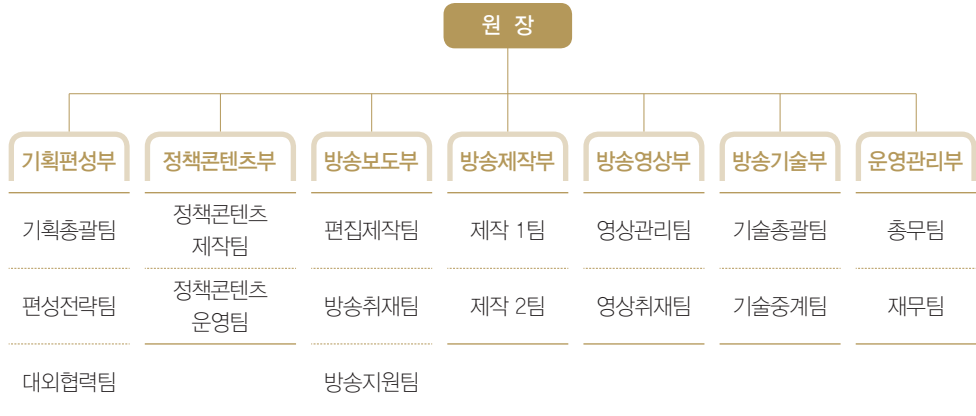 원 장
기획편성부
정책콘텐츠부
방송보도부
방송제작부
방송영상부
방송기술부
운영관리부
기획총괄팀
정책콘텐츠
제작팀
편집제작팀
제작 1팀
영상관리팀
기술총괄팀
총무팀
편성전략팀
정책콘텐츠
운영팀
방송취재팀
제작 2팀
영상취재팀
기술중계팀
재무팀
대외협력팀
방송지원팀